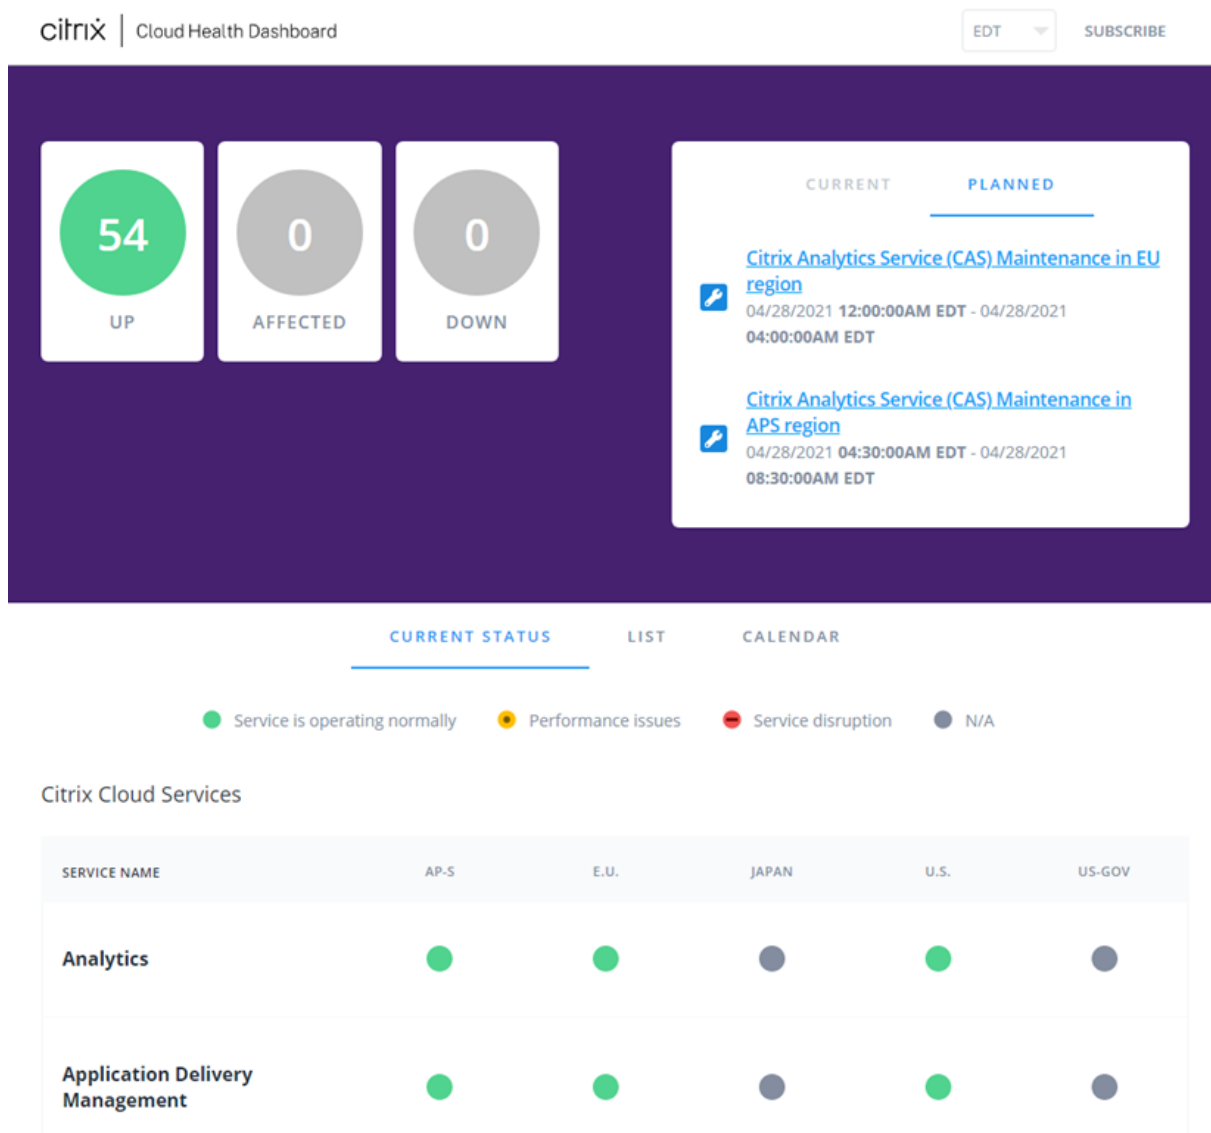 citrix | Cloud Health Dashboard
EDT
SUBSCRIBE
54
UP
0
AFFECTED
0
DOWN
CURRENT
PLANNED
Citrix Analytics Service (CAS) Maintenance in EU
region
04/28/2021 12:00:00AM EDT - 04/28/2021
04:00:00AM EDT
Citrix Analytics Service (CAS) Maintenance in
APS region
04/28/2021 04:30:00AM EDT - 04/28/2021
08:30:00AM EDT
CURRENT STATUS
LIST
CALENDAR
Service is operating normally
Performance issues
Service disruption
N/A
Citrix Cloud Services
SERVICE NAME
AP-S
E.U.
JAPAN
U.S.
US-GOV
Analytics
Application Delivery
Management